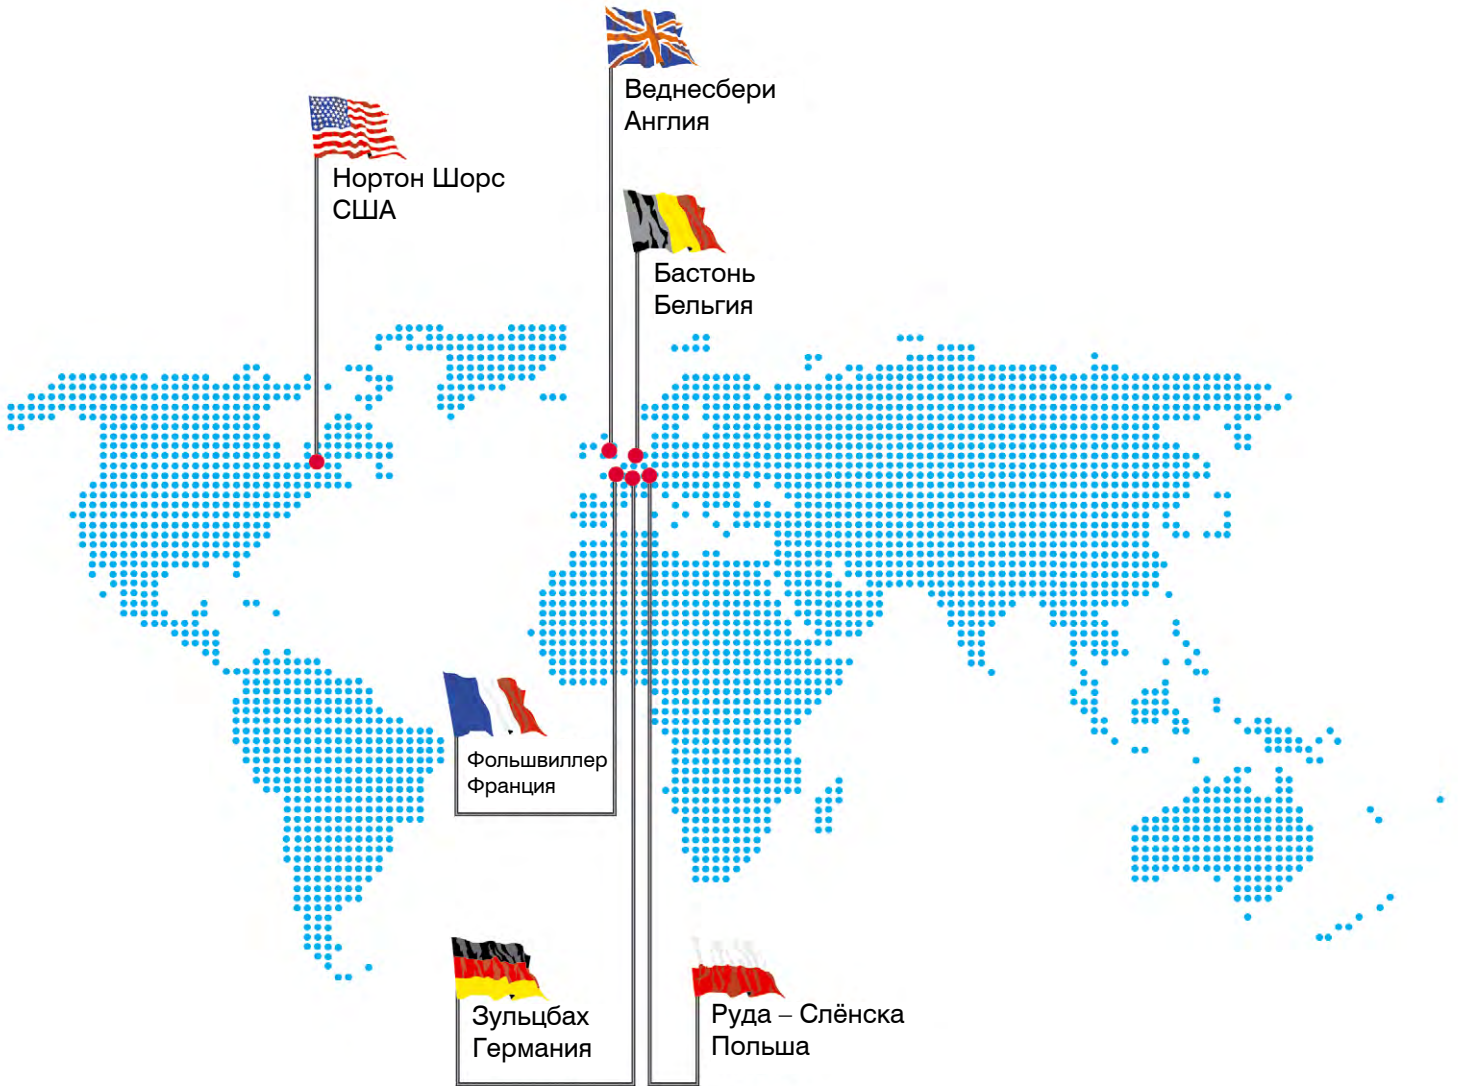 Веднесбери
Англия
Нортон Шорс
США
Бастонь
Бельгия
Фольшвиллер
Франция
Зульцбах
Германия
Руда – Слёнска
Польша